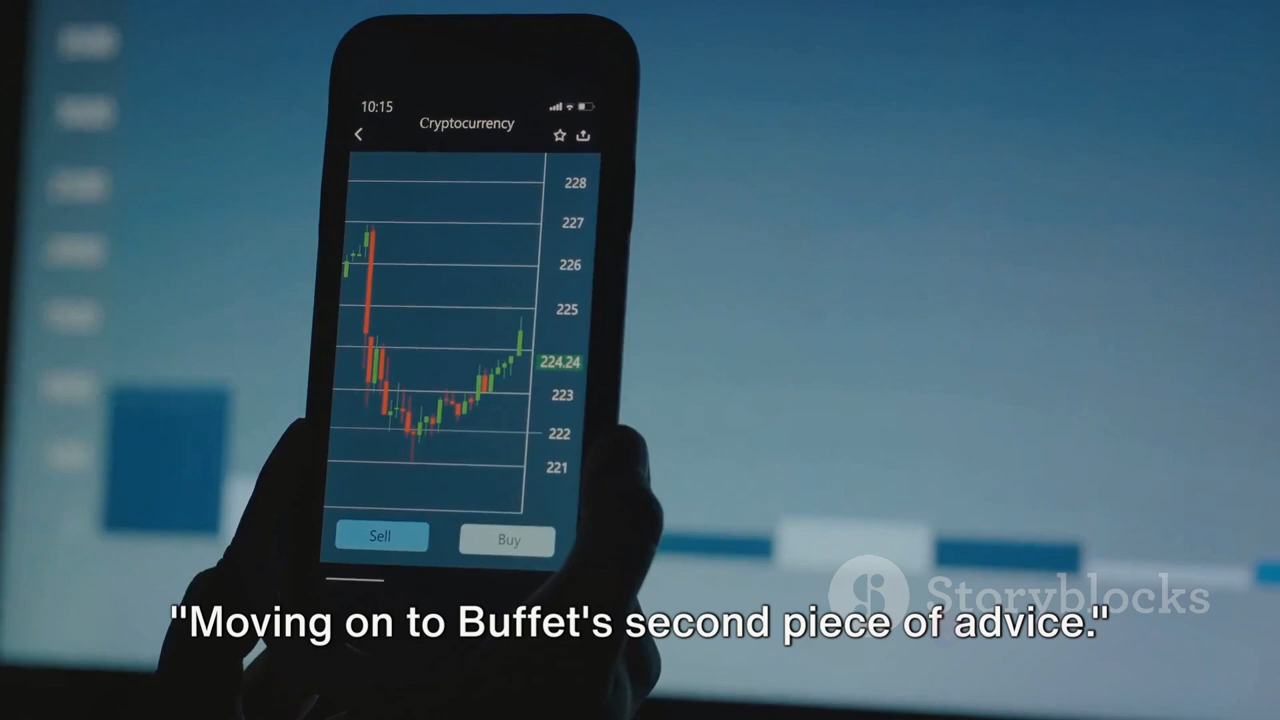 10:15
Cryptocurrency
228
227
226
225
224.24
223
222
221
Sell
Buy
Storyblocks
"Moving on to Buffet's second piece of advice."